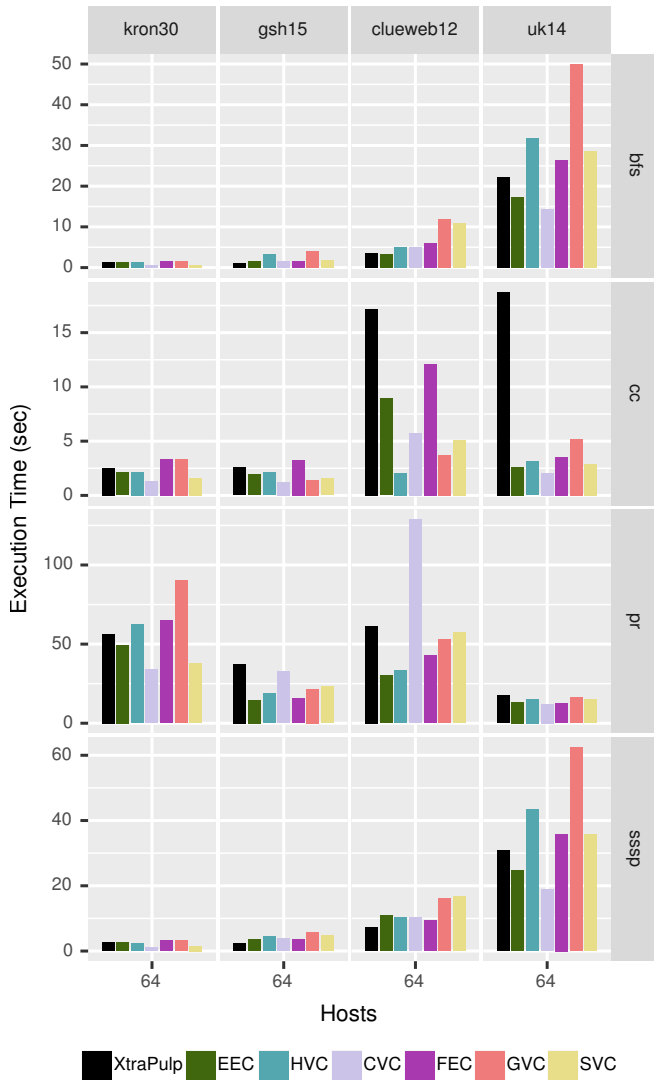 kron30 gsh15 clueweb12 uk14
50
40
30
20
10
0
bfs
15
10
5
0
cc
100
50
0
pr
60
40
20
0
sssp
64 64 64 64
Execution Time (sec)
Hosts
XtraPulp EEC HVC CVC FEC GVC SVC